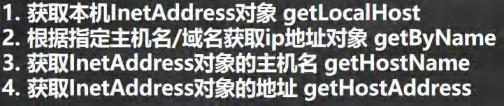 1. 获取本机InetAddress对象 getLocalHost
2. 根据指定主机名/域名获取ip地址对象 getByName
3. 获取InetAddress对象的主机名 getHostName
4. 获取InetAddress对象的地址 getHostAddress